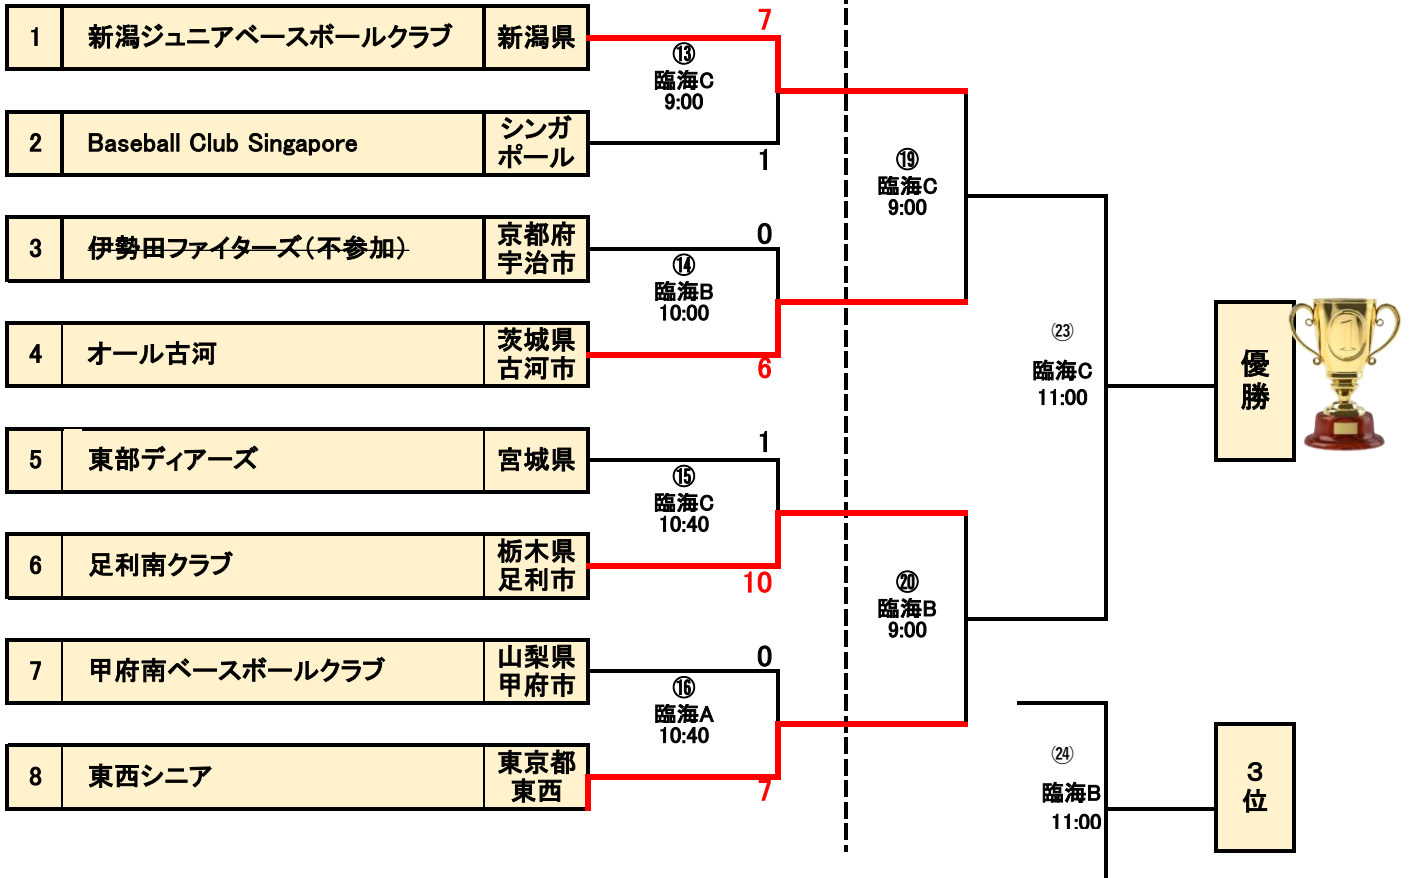 1 新潟ジュニアベースボールクラブ 新潟県
7
⑬
臨海C
9:00
2 Baseball Club Singapore シンガ
ポール
1
⑲
臨海C
9:00
3 伊勢田ファイターズ（不参加） 京都府
宇治市
0
⑭
臨海B
10:00
4 オール古河 茨城県
古河市
6
㉓
臨海C
11:00
優
勝
1
5 東部ディアーズ 宮城県
1
⑮
臨海C
10:40
6 足利南クラブ 栃木県
足利市
10
⑳
臨海B
9:00
7 甲府南ベースボールクラブ 山梨県
甲府市
0
⑯
臨海A
10:40
8 東西シニア 東京都
東西
7
㉔
臨海B
11:00
３
位